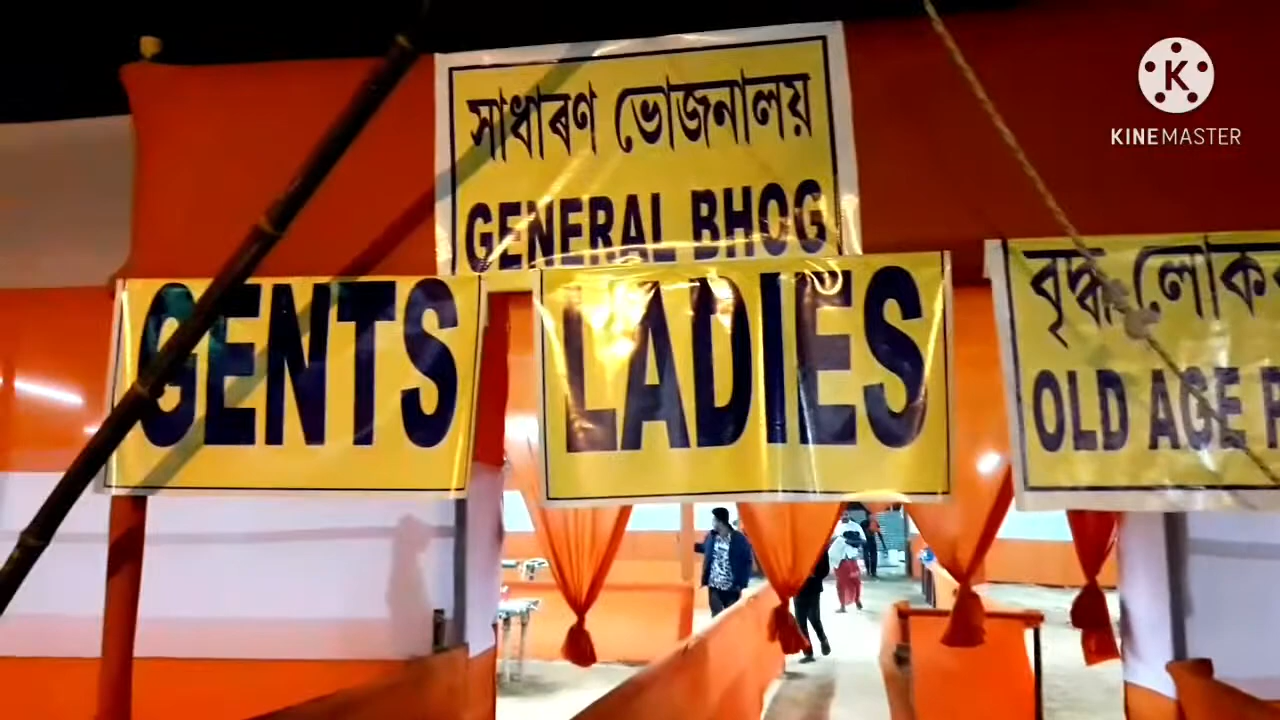 সাধাৰণ ভোজনালয়
GENERAL BHOG
GENTS
LADIES
বৃদ্ধ লোক
OLD AGE
KINEMASTER